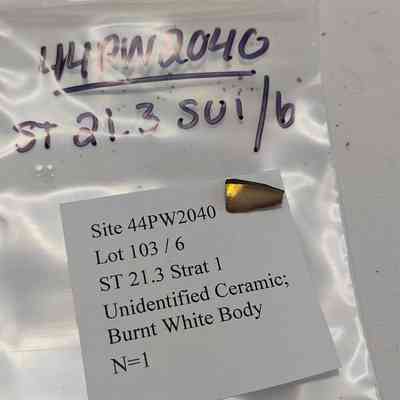 44PW2040
ST 21.3 SUI/6
Site 44PW2040
Lot 103 / 6
ST 21.3 Strat 1
Unidentified Ceramic;
Burnt White Body
N=1